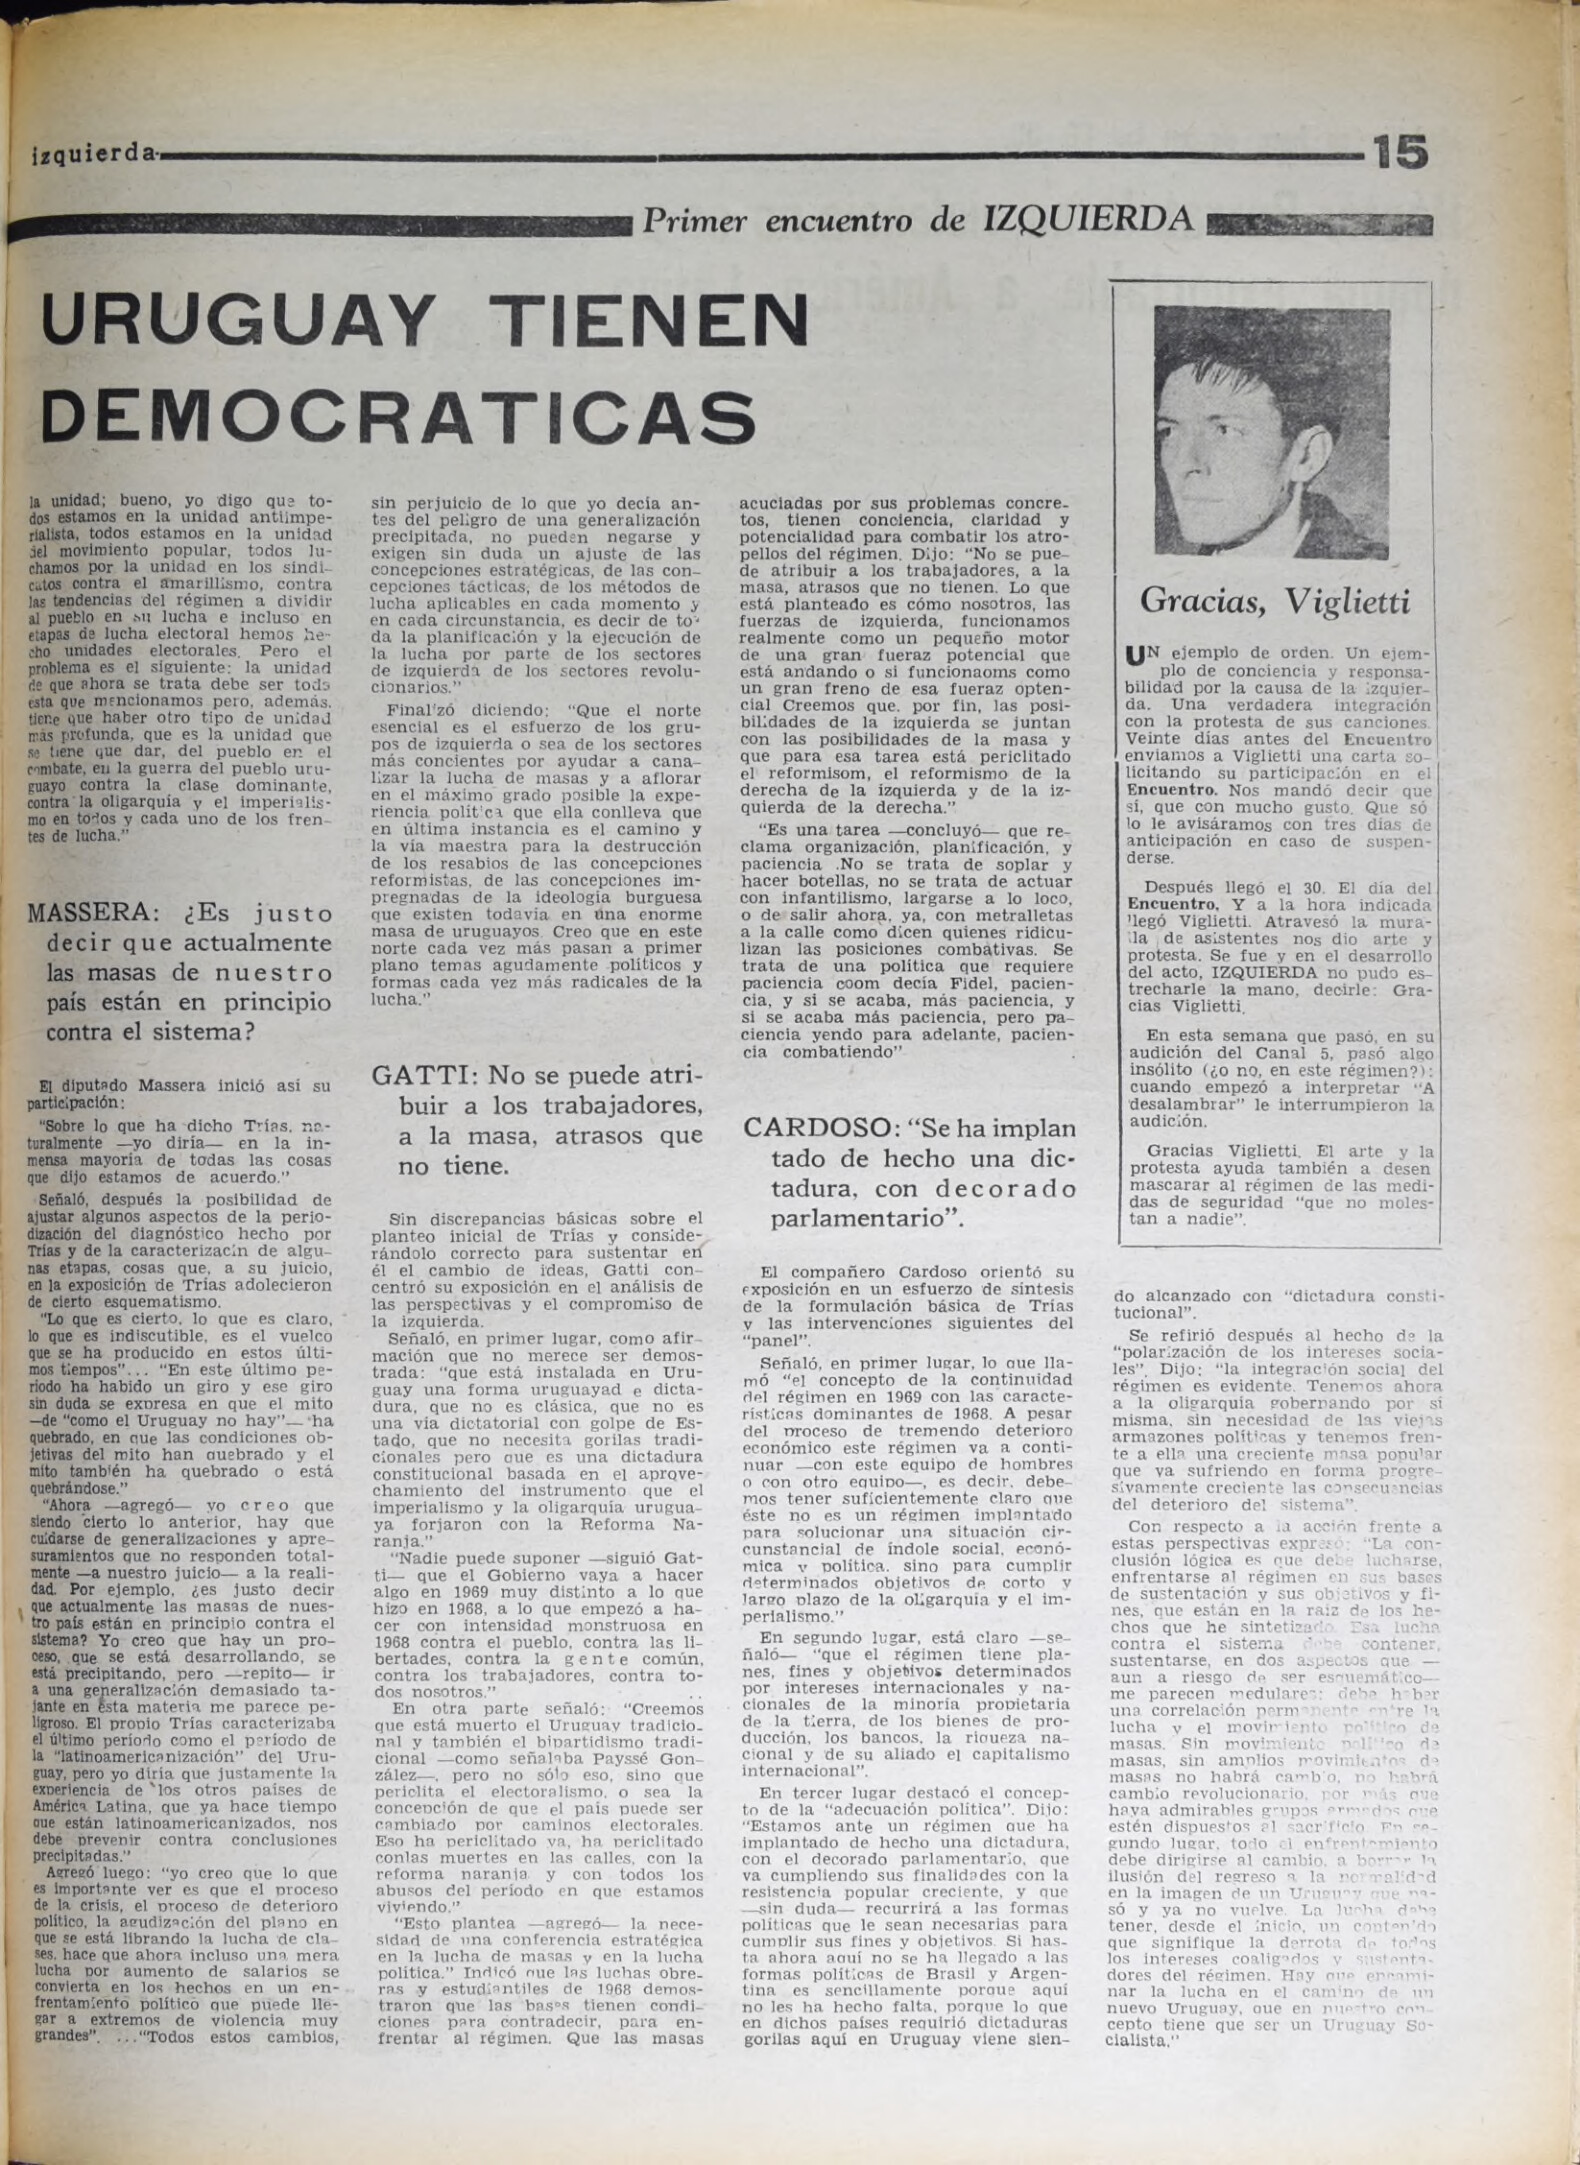 izquierda
15
Primer encuentro de IZQUIERDA
URUGUAY TIENEN
DEMOCRATICAS
la unidad; bueno, yo digo que to-
dos estamos en la unidad antiimpe-
rialista, todos estamos en la unidad
del movimiento popular, todos lu-
chamos por la unidad en los sindi-
catos contra el amarillismo, contra
las tendencias del régimen a dividir
al pueblo en su lucha e incluso en
etapas de lucha electoral hemos he-
cho unidades electorales. Pero el
problema es el siguiente: la unidad
de que ahora se trata debe ser toda
esta que mencionamos pero, además,
tiene que haber otro tipo de unidad
más profunda, que es la unidad que
se tiene que dar, del pueblo en el
combate, en la guerra del pueblo uru-
guayo contra la clase dominante,
contra la oligarquía y el imperialis-
mo en todos y cada uno de los fren-
tes de lucha."
MASSERA: ¿Es justo
decir que actualmente
las masas de nuestro
país están en principio
contra el sistema?
El diputado Massera inició así su
participación:
"Sobre lo que ha dicho Trías, na-
turalmente —yo diría— en la in-
mensa mayoría de todas las cosas
que dijo estamos de acuerdo."
Señaló, después la posibilidad de
ajustar algunos aspectos de la perio-
dización del diagnóstico hecho por
Trías y de la caracterizacín de algu-
nas etapas, cosas que, a su juicio,
en la exposición de Trías adolecieron
de cierto esquematismo.
"Lo que es cierto, lo que es claro,
lo que es indiscutible, es el vuelco
que se ha producido en estos últi-
mos tiempos"... "En este último pe-
ríodo ha habido un giro y ese giro
sin duda se expresa en que el mito
—de "como el Uruguay no hay"— ha
quebrado, en que las condiciones ob-
jetivas del mito han quebrado y el
mito también ha quebrado o está
quebrándose."
"Ahora —agregó— yo creo que
siendo cierto lo anterior, hay que
cuidarse de generalizaciones y apre-
suramientos que no responden total-
mente —a nuestro juicio— a la reali-
dad. Por ejemplo, ¿es justo decir
que actualmente las masas de nues-
tro país están en principio contra el
sistema? Yo creo que hay un pro-
ceso, que se está desarrollando, se
está precipitando, pero —repito— ir
a una generalización demasiado ta-
jante en esta materia me parece pe-
ligroso. El propio Trías caracterizaba
el último período como el período de
la "latinoamericanización" del Uru-
guay, pero yo diría que justamente la
experiencia de los otros países de
América Latina, que ya hace tiempo
que están latinoamericanizados, nos
debe prevenir contra conclusiones
precipitadas."
Agregó luego: "yo creo que lo que
es importante ver es que el proceso
de la crisis, el proceso de deterioro
político, la agudización del plano en
que se está librando la lucha de cla-
ses, hace que ahora incluso una mera
lucha por aumento de salarios se
convierta en los hechos en un en-
frentamiento político que puede lle-
gar a extremos de violencia muy
grandes". ..."Todos estos cambios,
sin perjuicio de lo que yo decía an-
tes del peligro de una generalización
precipitada, no pueden negarse y
exigen sin duda un ajuste de las
concepciones estratégicas, de las con-
cepciones tácticas, de los métodos de
lucha aplicables en cada momento y
en cada circunstancia, es decir de to-
da la planificación y la ejecución de
la lucha por parte de los sectores
de izquierda de los sectores revolu-
cionarios."
Final'zó diciendo: "Que el norte
esencial es el esfuerzo de los gru-
pos de izquierda o sea de los sectores
más concientes por ayudar a cana-
lizar la lucha de masas y a aflorar
en el máximo grado posible la expe-
riencia política que ella conlleva que
en última instancia es el camino y
la vía maestra para la destrucción
de los resabios de las concepciones
reformistas, de las concepciones im-
pregnadas de la ideología burguesa
que existen todavía en una enorme
masa de uruguayos. Creo que en este
norte cada vez más pasan a primer
plano temas agudamente políticos y
formas cada vez más radicales de la
lucha."
GATTI: No se puede atri-
buir a los trabajadores,
a la masa, atrasos que
no tiene.
Sin discrepancias básicas sobre el
planteo inicial de Trías y conside-
rándolo correcto para sustentar en
él el cambio de ideas, Gatti con-
centró su exposición en el análisis de
las perspectivas y el compromiso de
la izquierda.
Señaló, en primer lugar, como afir-
mación que no merece ser demos-
trada: "que está instalada en Uru-
guay una forma uruguayad e dicta-
dura, que no es clásica, que no es
una vía dictatorial con golpe de Es-
tado, que no necesita gorilas tradi-
cionales pero que es una dictadura
constitucional basada en el aprove-
chamiento del instrumento que el
imperialismo y la oligarquía urugua-
ya forjaron con la Reforma Na-
ranja."
"Nadie puede suponer —siguió Gat-
ti— que el Gobierno vaya a hacer
algo en 1969 muy distinto a lo que
hizo en 1968, a lo que empezó a ha-
cer con intensidad monstruosa en
1968 contra el pueblo, contra las li-
bertades, contra la gente común,
contra los trabajadores, contra to-
dos nosotros."
En otra parte señaló: "Creemos
que está muerto el Uruguay tradicio-
nal y también el bipartidismo tradi-
cional —como señalaba Payssé Gon-
zález—, pero no sólo eso, sino que
periclita el electoralismo, o sea la
concepción de que el país puede ser
cambiado por caminos electorales.
Eso ha periclitado ya, ha periclitado
conlas muertes en las calles, con la
reforma naranja y con todos los
abusos del período en que estamos
viviendo."
"Esto plantea —agregó— la nece-
sidad de una conferencia estratégica
en la lucha de masas y en la lucha
política." Indicó que las luchas obre-
ras y estudiantiles de 1968 demos-
traron que las bases tienen condi-
ciones para contradecir, para en-
frentar al régimen. Que las masas
acuciadas por sus problemas concre-
tos, tienen conciencia, claridad y
potencialidad para combatir los atro-
pellos del régimen. Dijo: "No se pue-
de atribuir a los trabajadores, a la
masa, atrasos que no tienen. Lo que
está planteado es cómo nosotros, las
fuerzas de izquierda, funcionamos
realmente como un pequeño motor
de una gran fueraz potencial que
está andando o si funcionaoms como
un gran freno de esa fueraz opten-
cial Creemos que, por fin, las posi-
bilidades de la izquierda se juntan
con las posibilidades de la masa y
que para esa tarea está periclitado
el reformisom, el reformismo de la
derecha de la izquierda y de la iz-
quierda de la derecha."
"Es una tarea —concluyó— que re-
clama organización, planificación, y
paciencia .No se trata de soplar y
hacer botellas, no se trata de actuar
con infantilismo, largarse a lo loco,
o de salir ahora, ya, con metralletas
a la calle como dicen quienes ridicu-
lizan las posiciones combativas. Se
trata de una política que requiere
paciencia coom decía Fidel, pacien-
cia, y si se acaba, más paciencia, y
si se acaba más paciencia, pero pa-
ciencia yendo para adelante, pacien-
cia combatiendo"
CARDOSO: "Se ha implan
tado de hecho una dic-
tadura, con decorado
parlamentario".
El compañero Cardoso orientó su
exposición en un esfuerzo de síntesis
de la formulación básica de Trías
y las intervenciones siguientes del
"panel".
Señaló, en primer lugar, lo que lla-
mó "el concepto de la continuidad
del régimen en 1969 con las caracte-
rísticas dominantes de 1968. A pesar
del proceso de tremendo deterioro
económico este régimen va a conti-
nuar —con este equipo de hombres
o con otro equipo—, es decir, debe-
mos tener suficientemente claro que
éste no es un régimen implantado
para solucionar una situación cir-
cunstancial de índole social, econó-
mica y política, sino para cumplir
determinados objetivos de corto y
largo plazo de la oligarquía y el im-
perialismo."
En segundo lugar, está claro —se-
ñaló— "que el régimen tiene pla-
nes, fines y objetivos determinados
por intereses internacionales y na-
cionales de la minoría propietaria
de la tierra, de los bienes de pro-
ducción, los bancos, la riqueza na-
cional y de su aliado el capitalismo
internacional".
En tercer lugar destacó el concep-
to de la "adecuación política". Dijo:
"Estamos ante un régimen que ha
implantado de hecho una dictadura,
con el decorado parlamentario, que
va cumpliendo sus finalidades con la
resistencia popular creciente, y que
—sin duda— recurrirá a las formas
políticas que le sean necesarias para
cumplir sus fines y objetivos. Si has-
ta ahora aquí no se ha llegado a las
formas políticas de Brasil y Argen-
tina es sencillamente porque aquí
no les ha hecho falta, porque lo que
en dichos países requirió dictaduras
gorilas aquí en Uruguay viene sien-
Gracias, Viglietti
UN ejemplo de orden. Un ejem-
plo de conciencia y responsa-
bilidad por la causa de la izquier-
da. Una verdadera integración
con la protesta de sus canciones.
Veinte días antes del Encuentro
enviamos a Viglietti una carta so-
licitando su participación en el
Encuentro. Nos mandó decir que
sí, que con mucho gusto. Que só
lo le avisáramos con tres días de
anticipación en caso de suspen-
derse.
Después llegó el 30. El día del
Encuentro. Y a la hora indicada
llegó Viglietti. Atravesó la mura-
lla de asistentes nos dio arte y
protesta. Se fue y en el desarrollo
del acto, IZQUIERDA no pudo es-
trecharle la mano, decirle: Gra-
cias Viglietti.
En esta semana que pasó, en su
audición del Canal 5, pasó algo
insólito (¿o no, en este régimen?):
cuando empezó a interpretar "A
desalambrar" le interrumpieron la
audición.
Gracias Viglietti. El arte y la
protesta ayuda también a desen
mascarar al régimen de las medi
das de seguridad "que no moles-
tan a nadie".
do alcanzado con "dictadura consti-
tucional".
Se refirió después al hecho de la
"polarización de los intereses socia-
les". Dijo: "la integración social del
régimen es evidente. Tenemos ahora
a la oligarquía gobernando por sí
misma, sin necesidad de las viejas
armazones políticas y tenemos fren-
te a ella una creciente masa popular
que va sufriendo en forma progre-
sivamente creciente las consecuencias
del deterioro del sistema".
Con respecto a la acción frente a
estas perspectivas expresó: "La con-
clusión lógica es que debe lucharse,
enfrentarse al régimen en sus bases
de sustentación y sus objetivos y fi-
nes, que están en la raíz de los he-
chos que he sintetizado. Esa lucha
contra el sistema debe contener,
sustentarse, en dos aspectos que —
aun a riesgo de ser esquemático—
me parecen medulares: debe haber
una correlación permanente entre la
lucha y el movimiento político de
masas. Sin movimiento político de
masas, sin amplios movimientos de
masas no habrá cambio, no habrá
cambio revolucionario, por más que
haya admirables grupos armados que
estén dispuestos al sacrificio. En se-
gundo lugar, todo el enfrentamiento
debe dirigirse al cambio, a borrar la
ilusión del regreso a la normalidad
en la imagen de un Uruguay que pa-
só y ya no vuelve. La lucha debe
tener, desde el inicio, un contenido
que significa la derrota de todos
los intereses coaligados y sustenta-
dores del régimen. Hay que encami-
nar la lucha en el camino de un
nuevo Uruguay, que en nuestro con-
cepto tiene que ser un Uruguay So-
cialista."